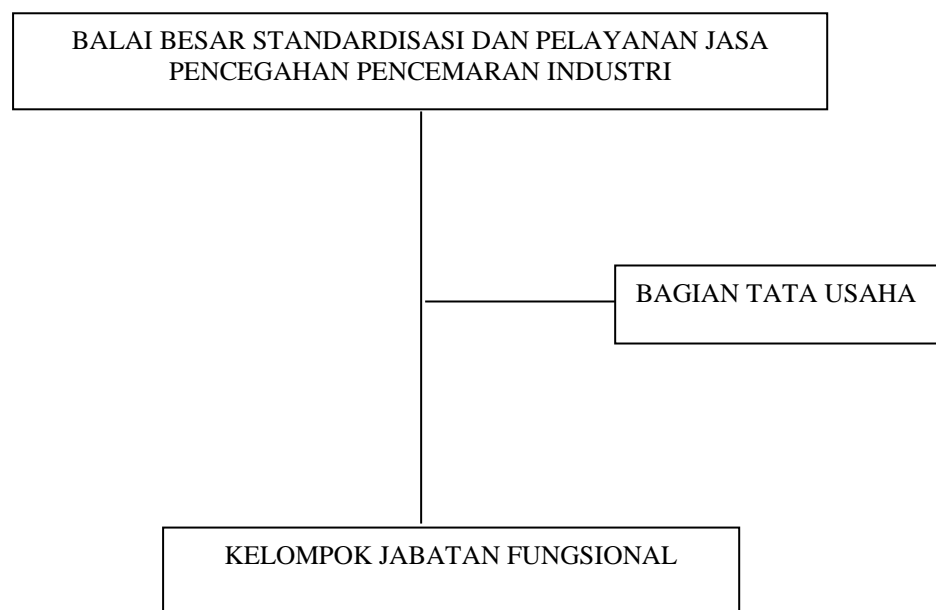 BALAI BESAR STANDARDISASI DAN PELAYANAN JASA
PENCEGAHAN PENCEMARAN INDUSTRI
BAGIAN TATA USAHA
KELOMPOK JABATAN FUNGSIONAL